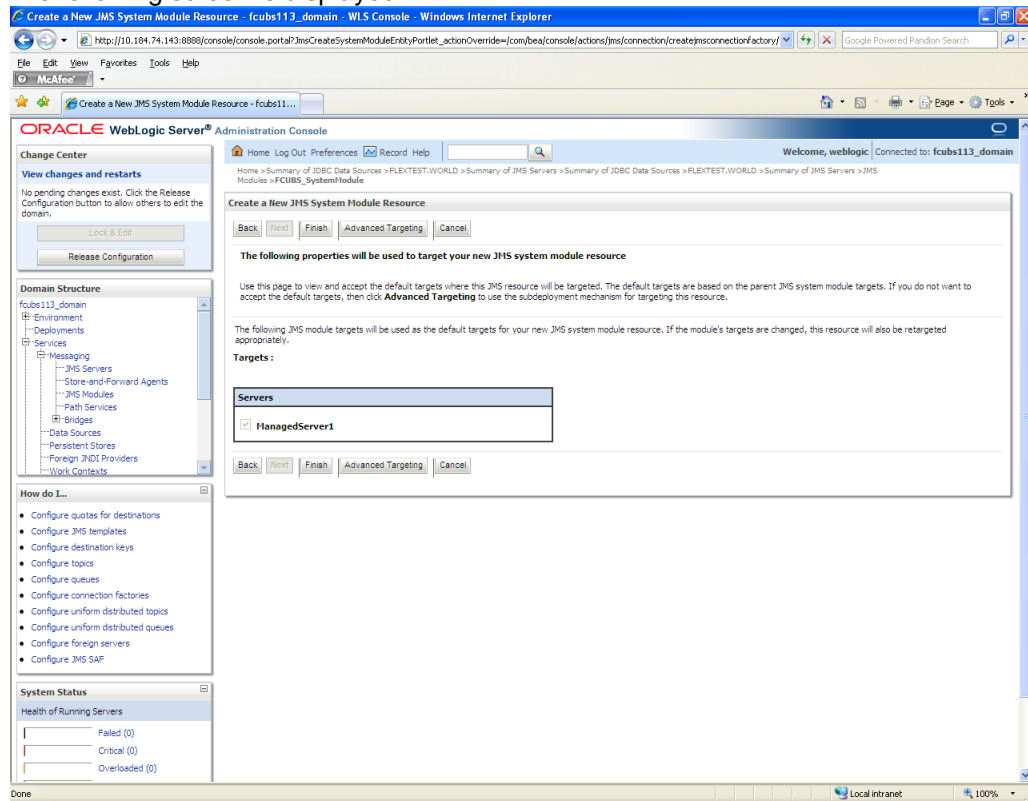 Create a New JMS System Module Resource - fcubs113_domain - WLS Console - Windows Internet Explorer
http://10.184.74.143:8888/console/console.portal?JmsCreateSystemModuleEntityPortlet_actionOverride=/com/bea/console/actions/jms/connection/createjmsconnectionfactory/
Google Powered Pandion Search
File Edit View Favorites Tools Help
McAfee
Create a New JMS System Module Resource - fcubs11...
Page Tools
ORACLE WebLogic Server® Administration Console
Change Center
View changes and restarts
No pending changes exist. Click the Release
Configuration button to allow others to edit the
domain.
Lock & Edit
Release Configuration
Domain Structure
fcubs113_domain
Environment
Deployments
Services
Messaging
JMS Servers
Store-and-Forward Agents
JMS Modules
Path Services
Bridges
Data Sources
Persistent Stores
Foreign JNDI Providers
Work Contexts
How do I...
Configure quotas for destinations
Configure JMS templates
Configure destination keys
Configure topics
Configure queues
Configure connection factories
Configure uniform distributed topics
Configure uniform distributed queues
Configure foreign servers
Configure JMS SAF
System Status
Health of Running Servers
Failed (0)
Critical (0)
Overloaded (0)
Home Log Out Preferences Record Help
Welcome, weblogic Connected to: fcubs113_domain
Home >Summary of JDBC Data Sources >FLEXTEST.WORLD >Summary of JMS Servers >Summary of JDBC Data Sources >FLEXTEST.WORLD >Summary of JMS Servers >JMS
Modules >FCUBS_SystemModule
Create a New JMS System Module Resource
Back Next Finish Advanced Targeting Cancel
The following properties will be used to target your new JMS system module resource
Use this page to view and accept the default targets where this JMS resource will be targeted. The default targets are based on the parent JMS system module targets. If you do not want to
accept the default targets, then click Advanced Targeting to use the subdeployment mechanism for targeting this resource.
The following JMS module targets will be used as the default targets for your new JMS system module resource. If the module's targets are changed, this resource will also be retargeted
appropriately.
Targets :
Servers
ManagedServer1
Back Next Finish Advanced Targeting Cancel
Done
Local intranet
100%